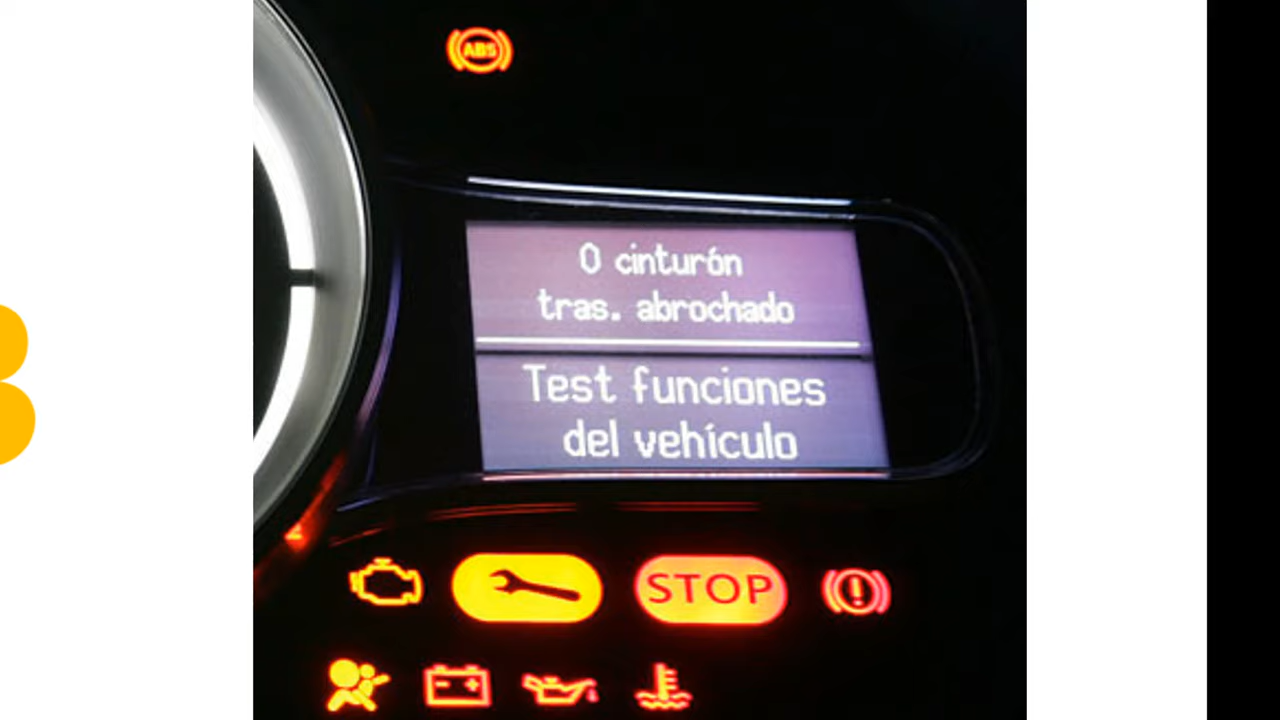 ABS
0 cinturón
tras. abrochado
Test funciones
del vehículo
STOP